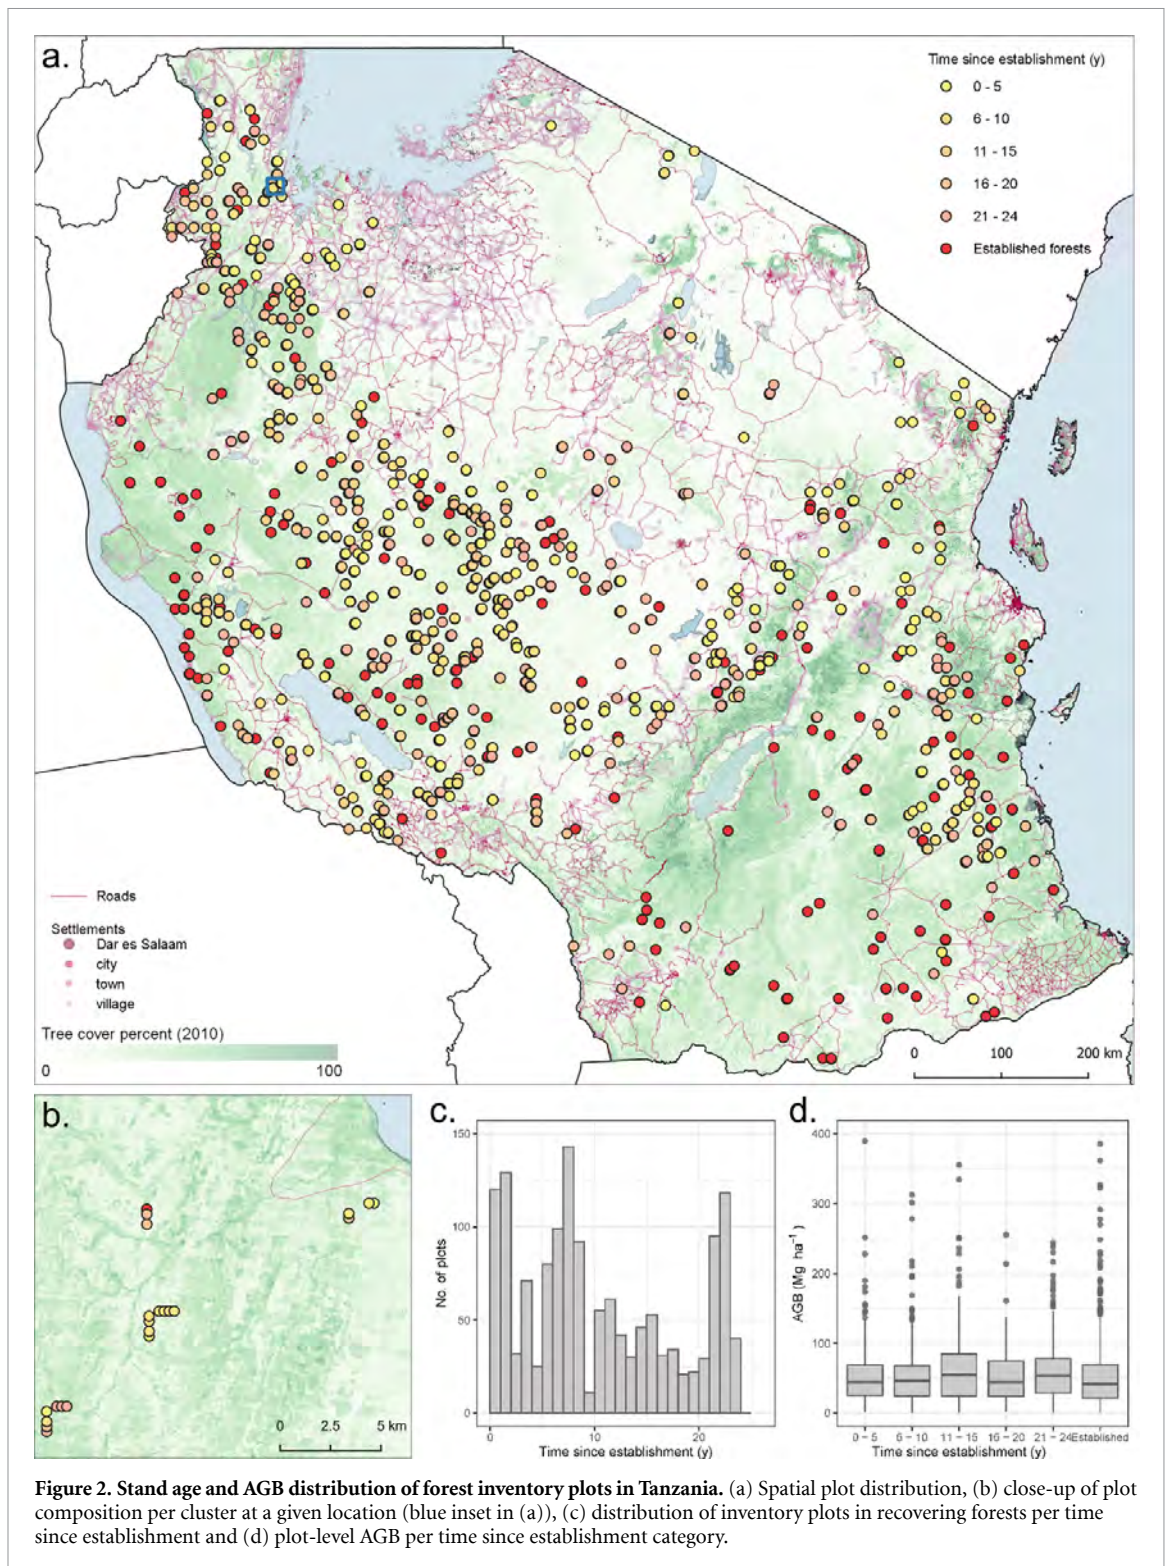 a.
Time since establishment (y)
0 - 5
6 - 10
11 - 15
16 - 20
21 - 24
Established forests
Roads
Settlements
Dar es Salaam
city
town
village
Tree cover percent (2010)
0 100
0 100 200 km
b.
0 2.5 5 km
c.
150
100
50
0
No. of plots
0 10 20
Time since establishment (y)
d.
400
300
200
100
0
AGB (Mg ha⁻¹)
0 - 5 6 - 10 11 - 15 16 - 20 21 - 24 Established
Time since establishment (y)
Figure 2. Stand age and AGB distribution of forest inventory plots in Tanzania. (a) Spatial plot distribution, (b) close-up of plot
composition per cluster at a given location (blue inset in (a)), (c) distribution of inventory plots in recovering forests per time
since establishment and (d) plot-level AGB per time since establishment category.